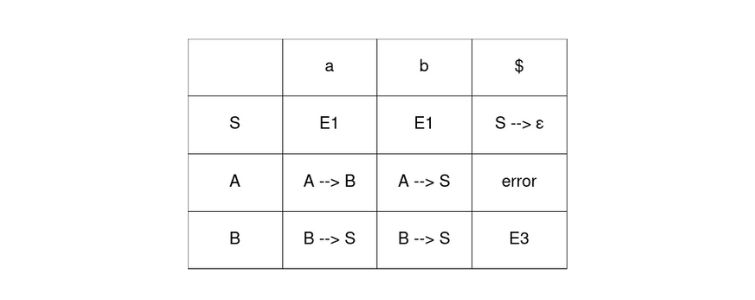 a b $
S E1 E1 S --> ε
A A --> B A --> S error
B B --> S B --> S E3